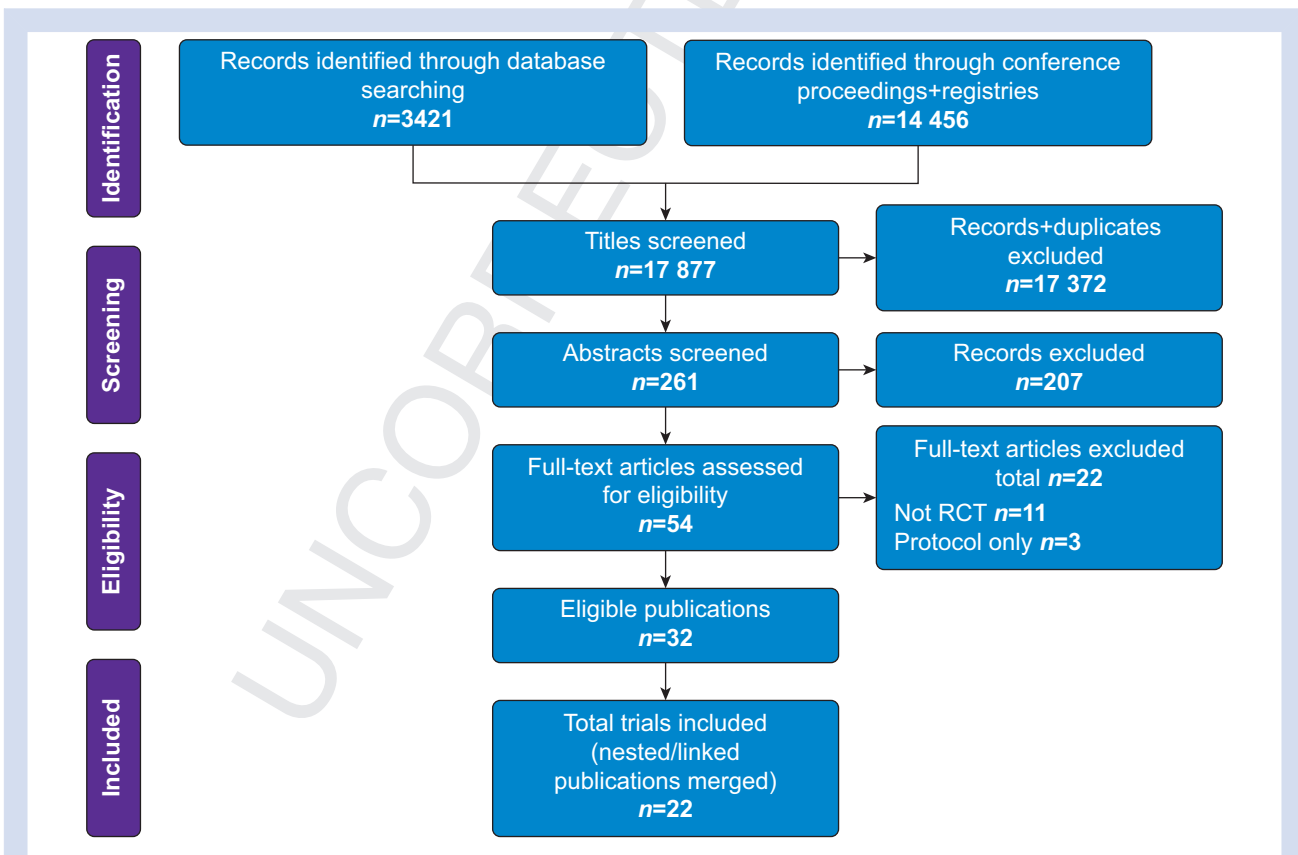 Identification
Records identified through database
searching
n=3421
Records identified through conference
proceedings+registries
n=14 456
Screening
Titles screened
n=17 877
Records+duplicates
excluded
n=17 372
Abstracts screened
n=261
Records excluded
n=207
Eligibility
Full-text articles assessed
for eligibility
n=54
Full-text articles excluded
total n=22
Not RCT n=11
Protocol only n=3
Eligible publications
n=32
Included
Total trials included
(nested/linked
publications merged)
n=22